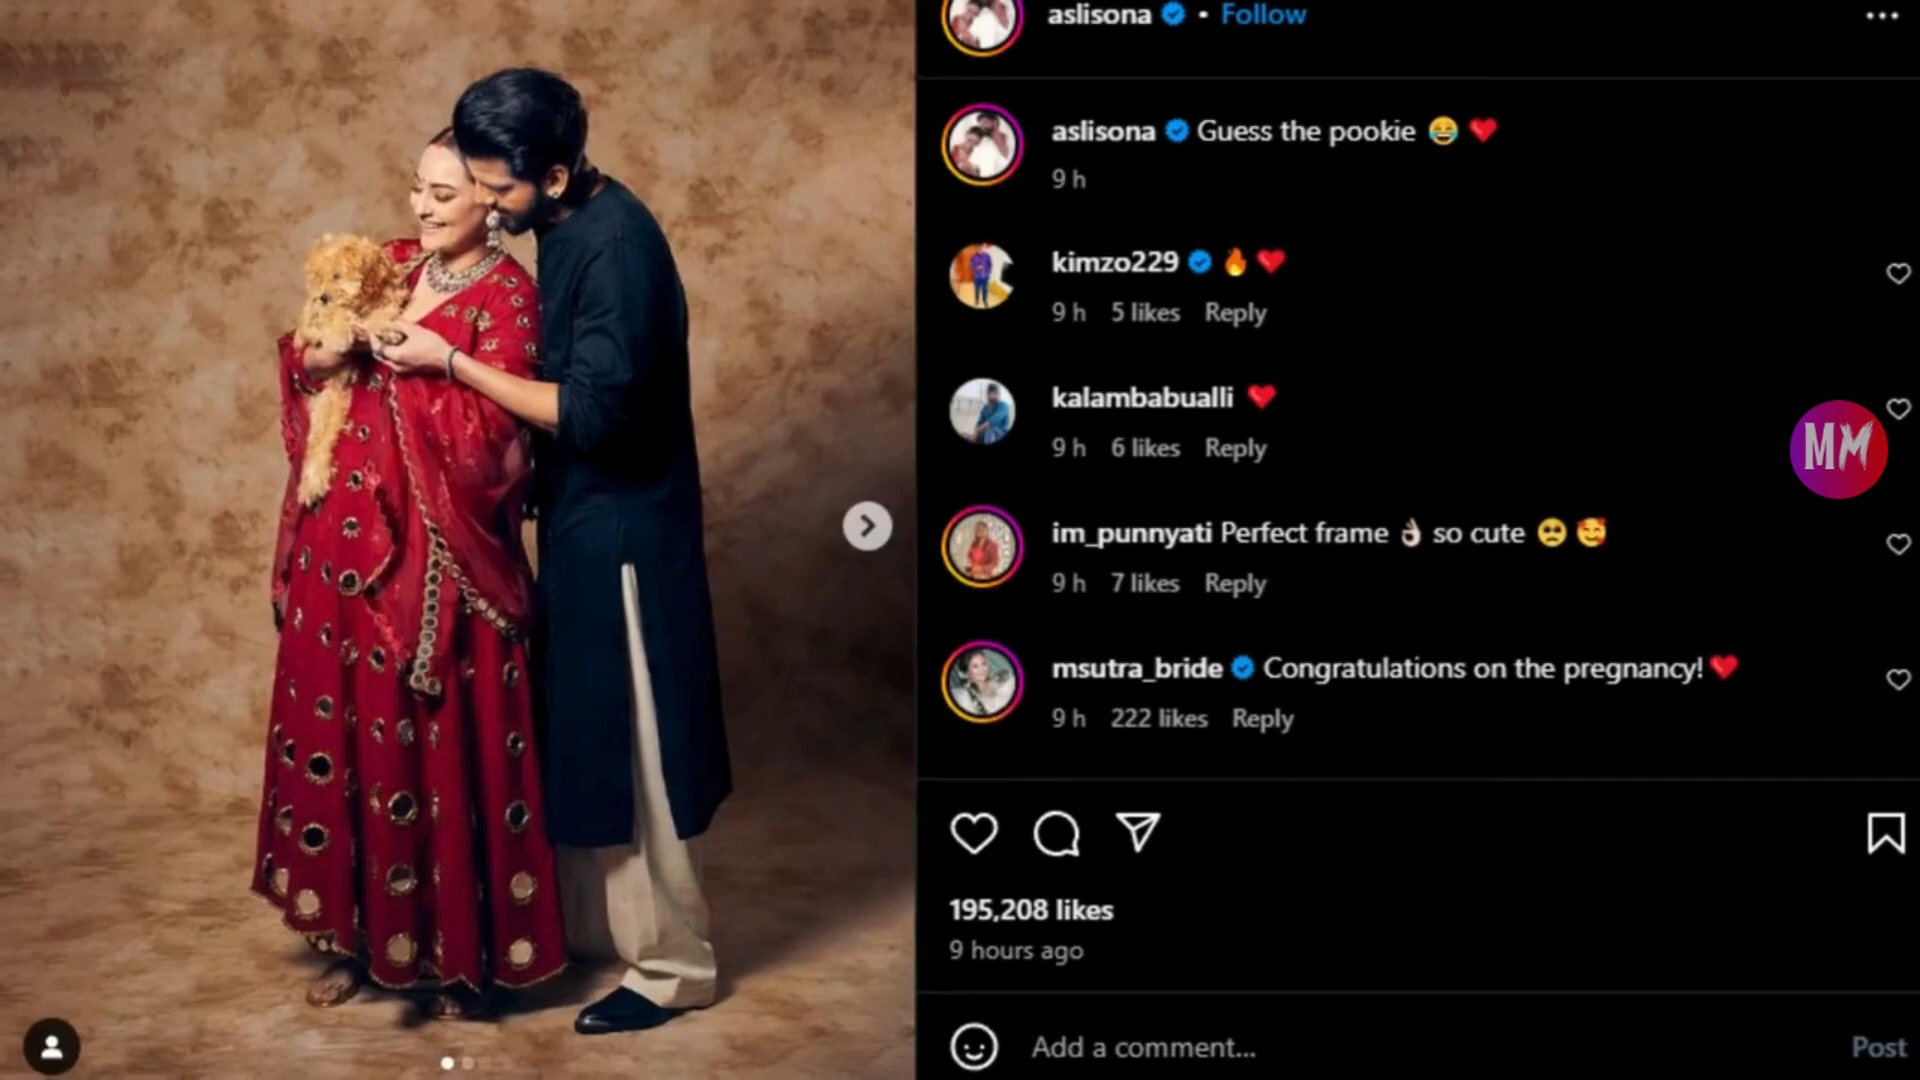 aslisona • Follow
aslisona Guess the pookie 😂 ❤️
9 h
kimzo229 🔥 ❤️
9 h 5 likes Reply
kalambabualli ❤️
9 h 6 likes Reply
MM
im_punnyati Perfect frame 👌🏻 so cute 🥺 🥰
9 h 7 likes Reply
msutra_bride Congratulations on the pregnancy! ❤️
9 h 222 likes Reply
195,208 likes
9 hours ago
Add a comment... Post